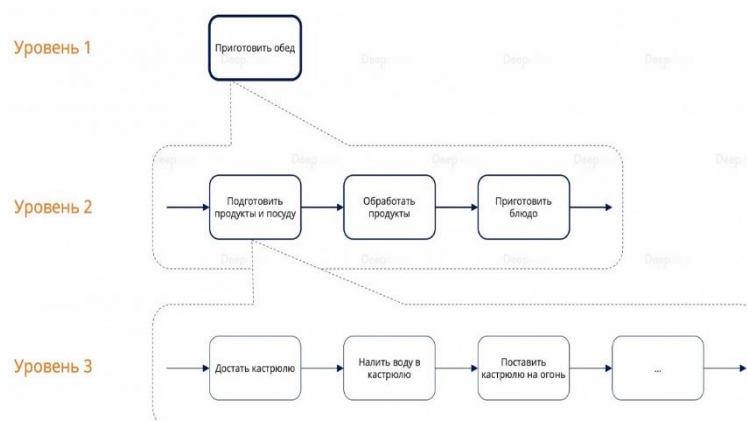 Уровень 1
Приготовить обед
Уровень 2
Подготовить
продукты и посуду
Обработать
продукты
Приготовить
блюдо
Уровень 3
Достать кастрюлю
Налить воду в
кастрюлю
Поставить
кастрюлю на огонь
...